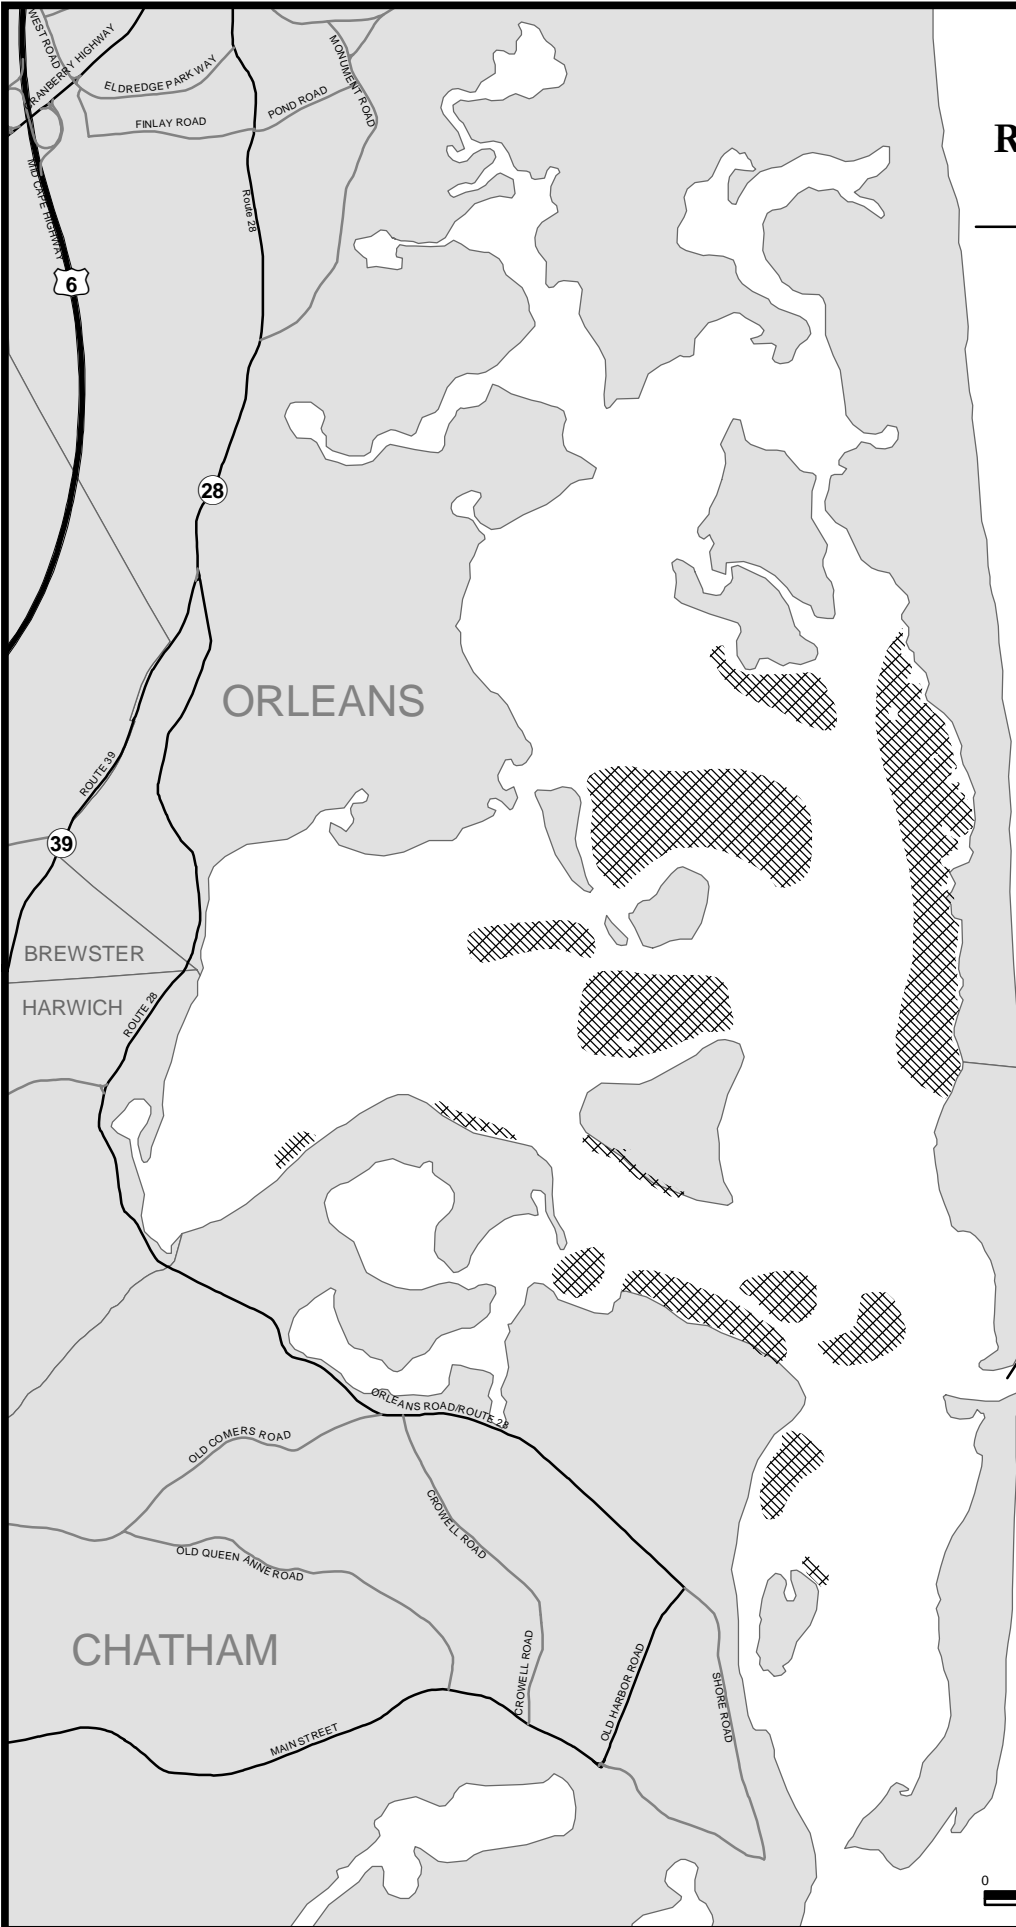 WEST ROAD
CRANBERRY HIGHWAY
ELDREDGE PARK WAY
MONUMENT ROAD
POND ROAD
FINLAY ROAD
R
MID CAPE HIGHWAY
Route 28
6
28
ORLEANS
ROUTE 39
39
BREWSTER
HARWICH
ROUTE 28
ORLEANS ROAD/ROUTE 28
OLD COMERS ROAD
CROWELL ROAD
OLD QUEEN ANNE ROAD
CHATHAM
CROWELL ROAD
OLD HARBOR ROAD
SHORE ROAD
MAIN STREET
0